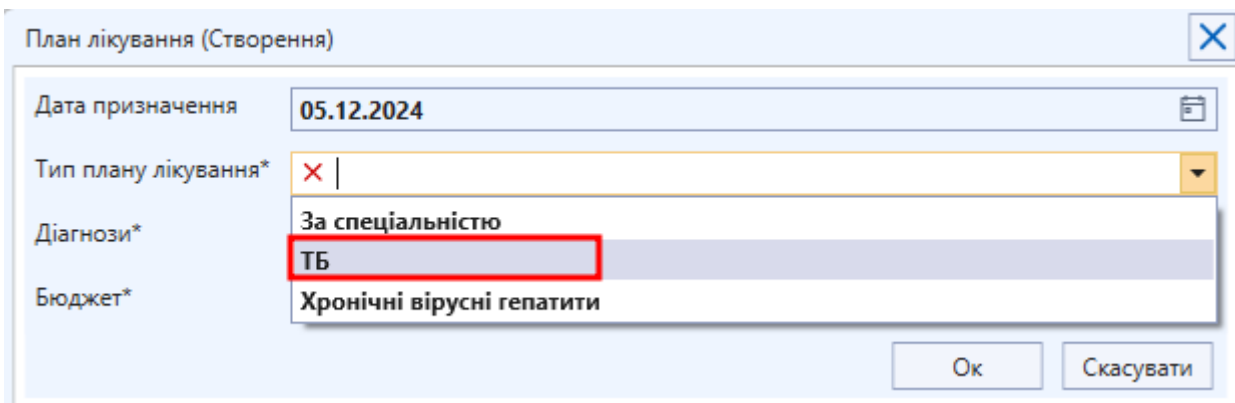 План лікування (Створення)
Дата призначення 05.12.2024
Тип плану лікування*
За спеціальністю
Діагнози*
ТБ
Бюджет*
Хронічні вірусні гепатити
Ок Скасувати